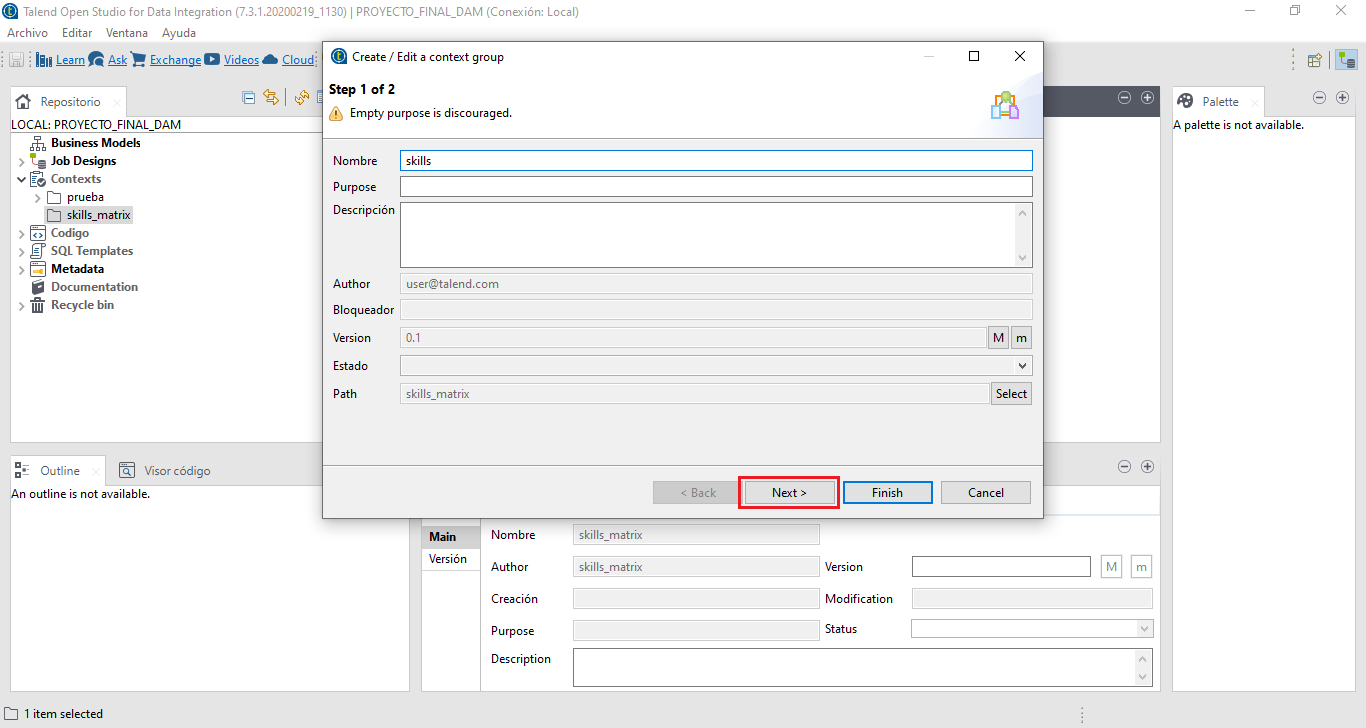 Talend Open Studio for Data Integration (7.3.1.20200219_1130) | PROYECTO_FINAL_DAM (Conexión: Local)
Archivo Editar Ventana Ayuda
Learn Ask Exchange Videos Cloud
Repositorio
LOCAL: PROYECTO_FINAL_DAM
Business Models
Job Designs
Contexts
prueba
skills_matrix
Codigo
SQL Templates
Metadata
Documentation
Recycle bin
Create / Edit a context group
Step 1 of 2
Empty purpose is discouraged.
Nombre skills
Purpose
Descripción
Author user@talend.com
Bloqueador
Version 0.1 M m
Estado
Path skills_matrix Select
< Back Next > Finish Cancel
Palette
A palette is not available.
Outline Visor código
An outline is not available.
Main
Versión
Nombre skills_matrix
Author skills_matrix Version M m
Creación Modification
Purpose Status
Description
1 item selected